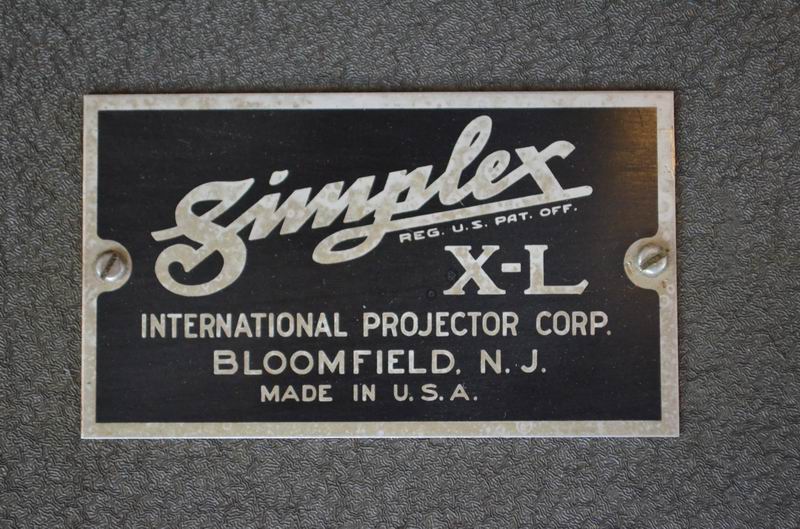 Simplex
REG. U.S. PAT. OFF.
X-L
INTERNATIONAL PROJECTOR CORP.
BLOOMFIELD, N. J.
MADE IN U.S.A.